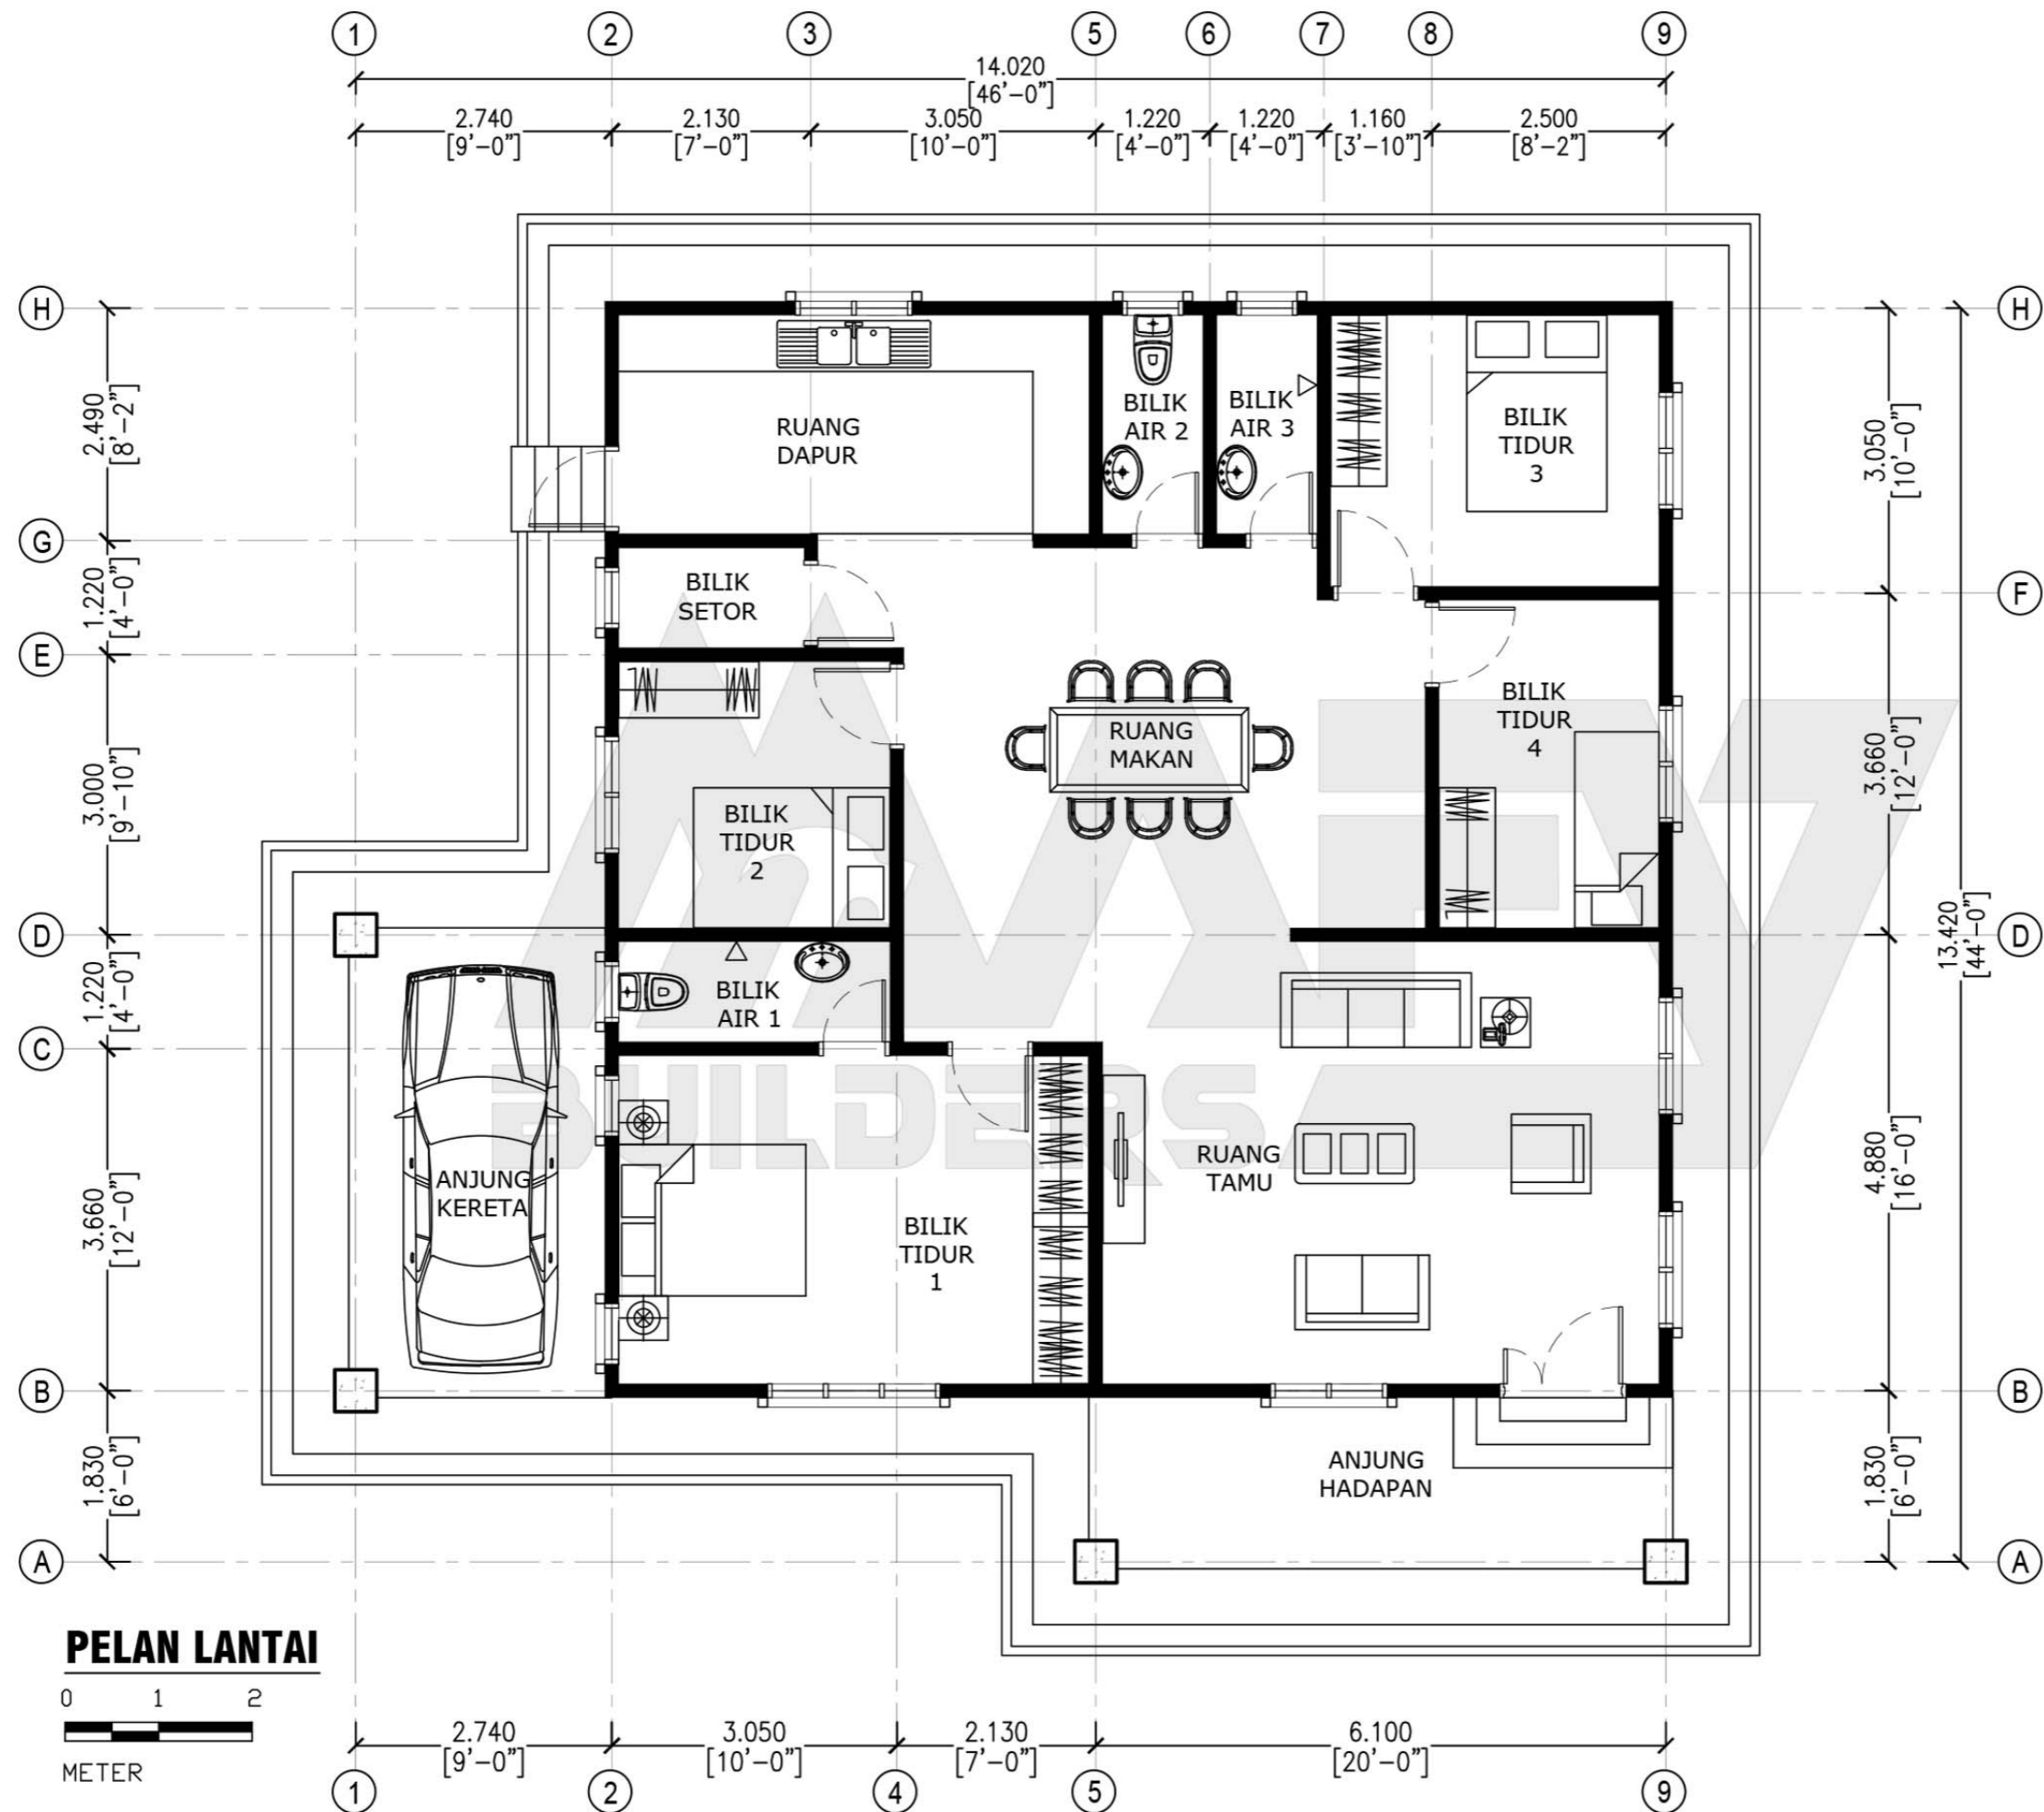 1 2 3 5 6 7 8 9
14.020
[46'-0"]
2.740 2.130 3.050 1.220 1.220 1.160 2.500
[9'-0"] [7'-0"] [10'-0"] [4'-0"] [4'-0"] [3'-10"] [8'-2"]
H
G
E
D
C
B
A
2.490
[8'-2"]
1.220
[4'-0"]
3.000
[9'-10"]
1.220
[4'-0"]
3.660
[12'-0"]
1.830
[6'-0"]
RUANG
DAPUR
BILIK
AIR 2
BILIK
AIR 3
BILIK
TIDUR
3
BILIK
SETOR
BILIK
TIDUR
4
RUANG
MAKAN
BILIK
TIDUR
2
BILIK
AIR 1
ANJUNG
KERETA
BILIK
TIDUR
1
RUANG
TAMU
ANJUNG
HADAPAN
BUILDERS
H
F
D
B
A
3.050
[10'-0"]
3.660
[12'-0"]
4.880
[16'-0"]
1.830
[6'-0"]
13.420
[44'-0"]
PELAN LANTAI
0 1 2
METER
2.740 3.050 2.130 6.100
[9'-0"] [10'-0"] [7'-0"] [20'-0"]
1 2 4 5 9